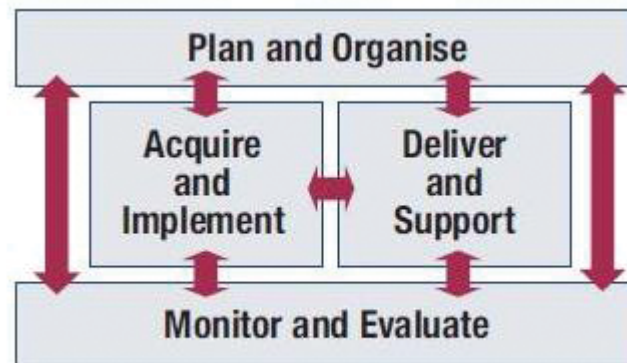 Plan and Organise
Acquire
and
Implement
Deliver
and
Support
Monitor and Evaluate